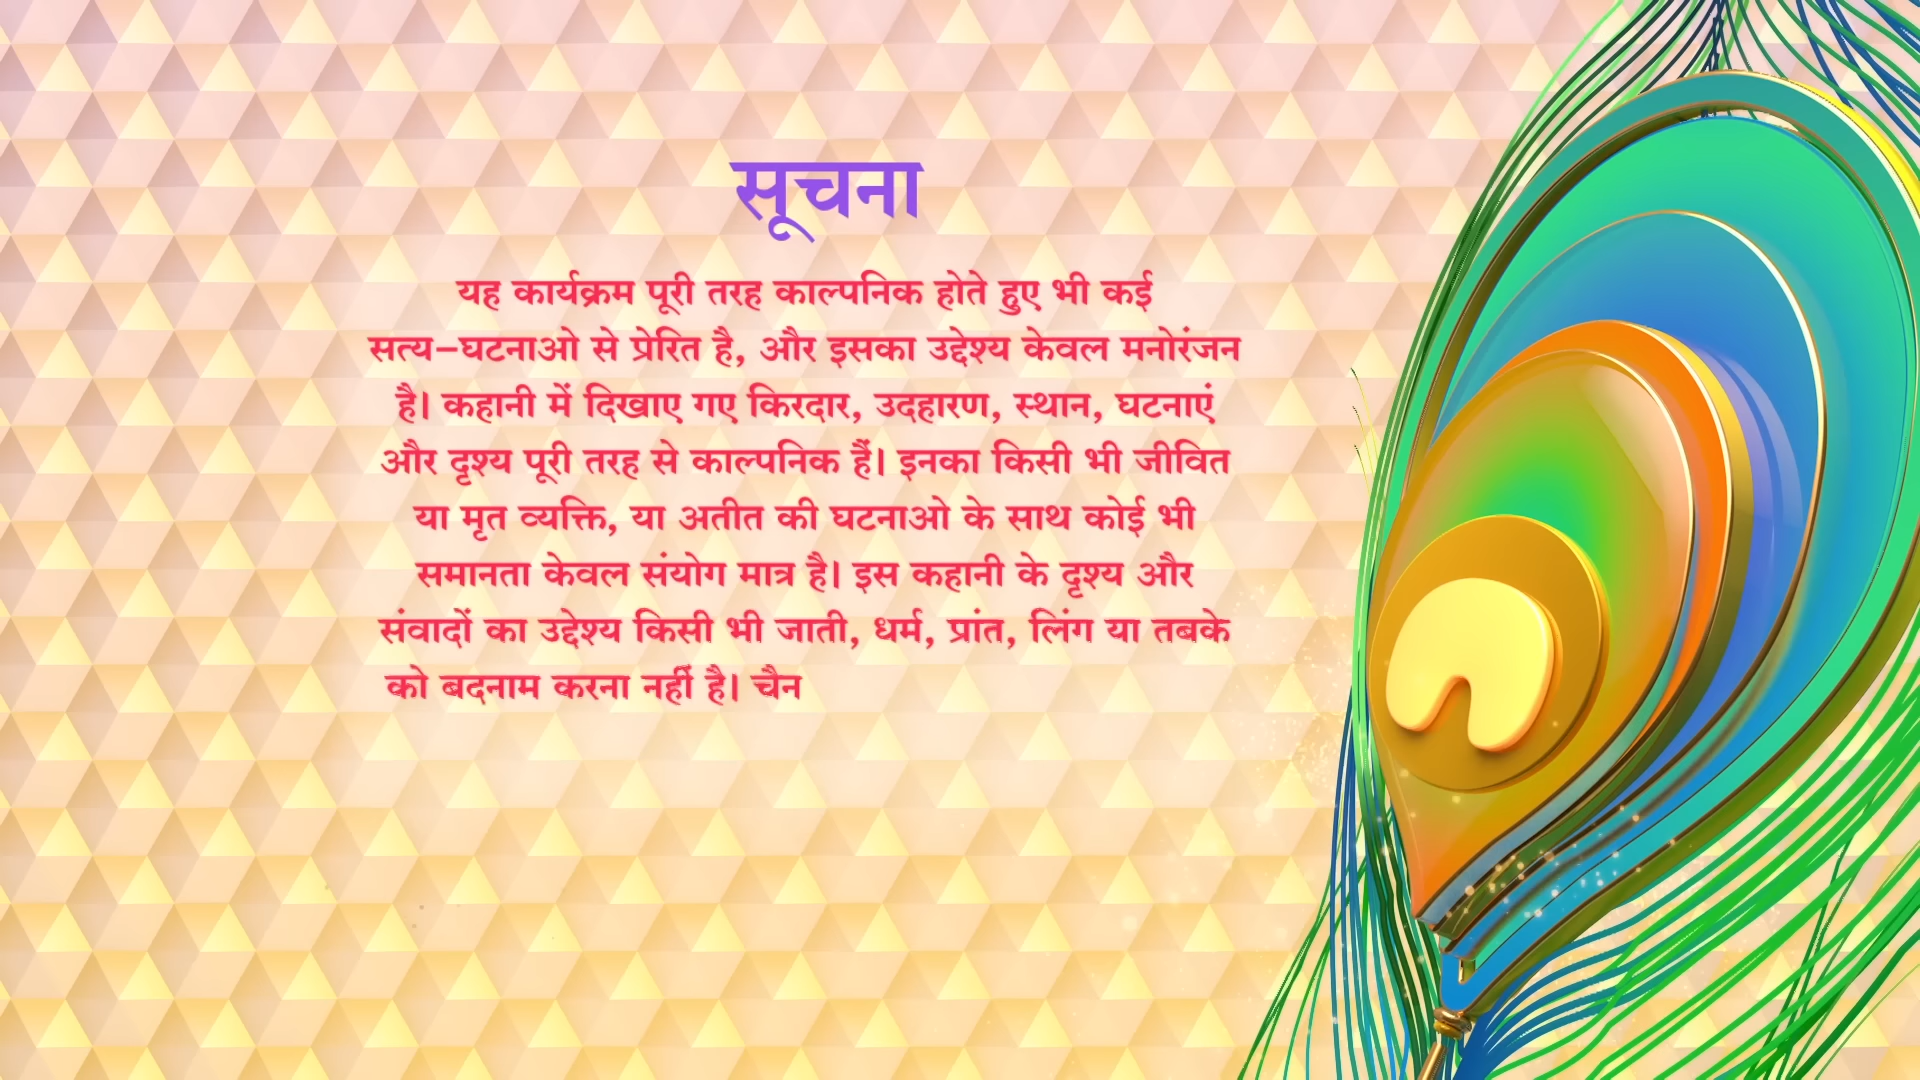 सूचना
यह कार्यक्रम पूरी तरह काल्पनिक होते हुए भी कई
सत्य–घटनाओ से प्रेरित है, और इसका उद्देश्य केवल मनोरंजन
है। कहानी में दिखाए गए किरदार, उदहारण, स्थान, घटनाएं
और दृश्य पूरी तरह से काल्पनिक हैं। इनका किसी भी जीवित
या मृत व्यक्ति, या अतीत की घटनाओ के साथ कोई भी
समानता केवल संयोग मात्र है। इस कहानी के दृश्य और
संवादों का उद्देश्य किसी भी जाती, धर्म, प्रांत, लिंग या तबके
को बदनाम करना नहीं है। चैन